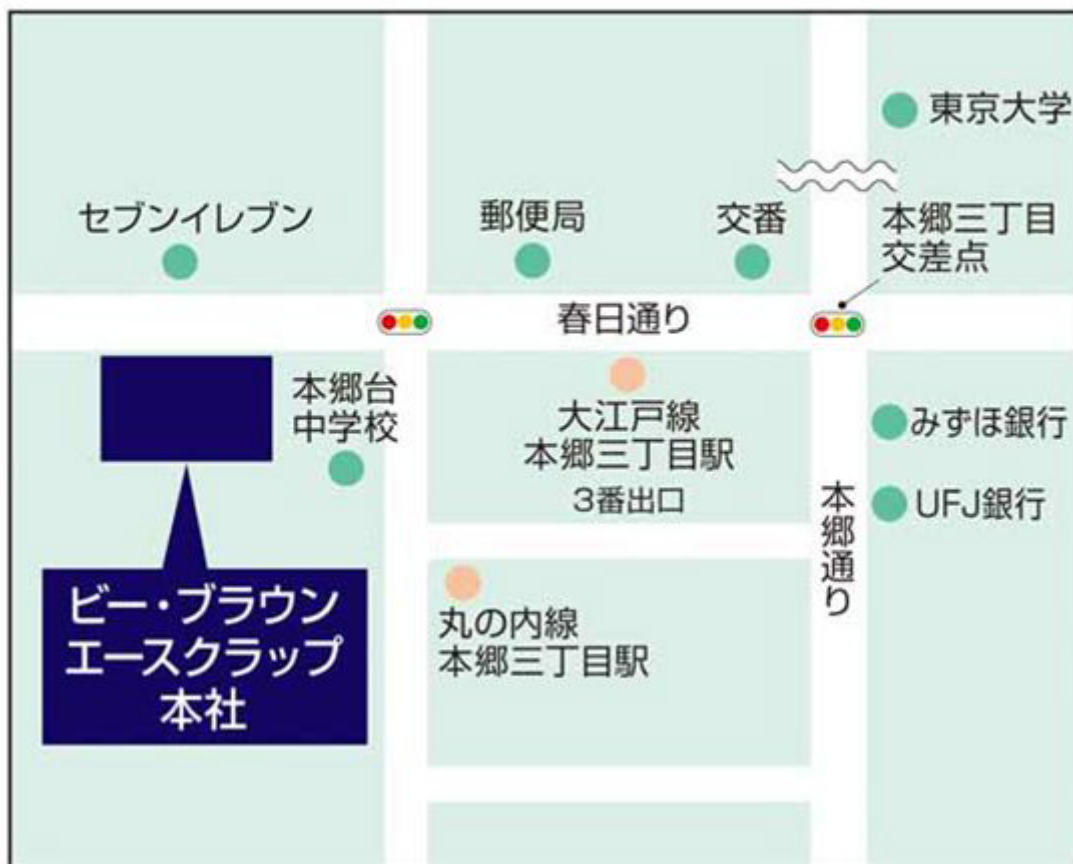 東京大学
セブンイレブン
郵便局
交番
本郷三丁目
交差点
春日通り
本郷台
中学校
大江戸線
本郷三丁目駅
3番出口
みずほ銀行
UFJ銀行
本郷通り
ビー・ブラウン
エースクラップ
本社
丸の内線
本郷三丁目駅